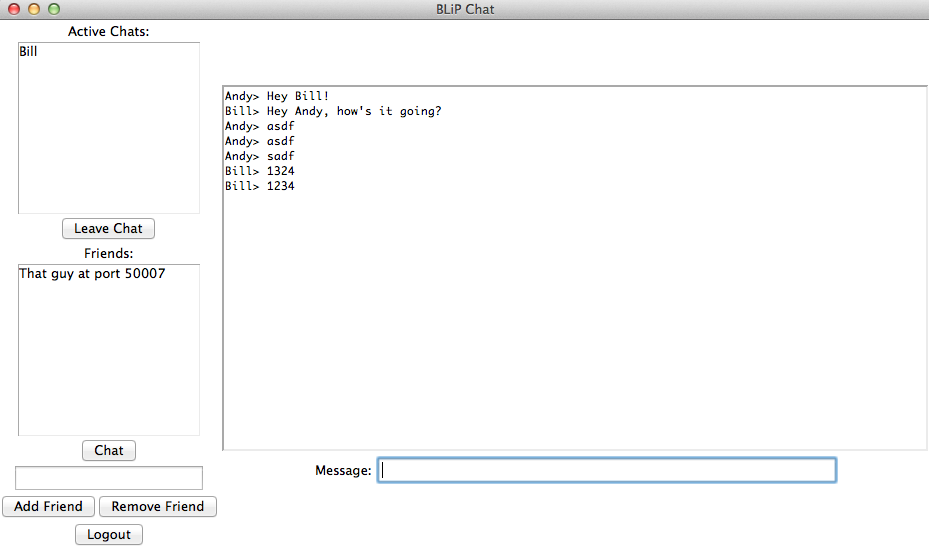 BLiP Chat
Active Chats:
Bill
Leave Chat
Friends:
That guy at port 50007
Chat
Add Friend Remove Friend
Logout
Andy> Hey Bill!
Bill> Hey Andy, how's it going?
Andy> asdf
Andy> asdf
Andy> sadf
Bill> 1324
Bill> 1234
Message: